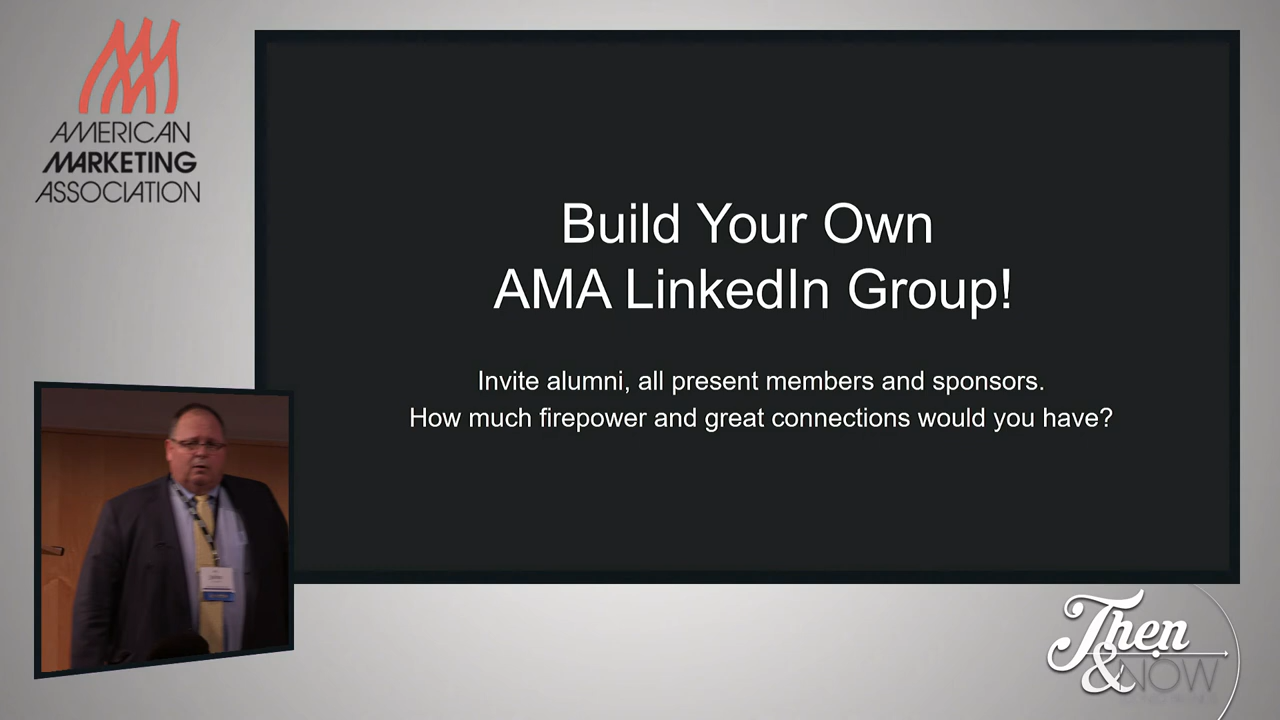 AMERICAN
MARKETING
ASSOCIATION
Build Your Own
AMA LinkedIn Group!
Invite alumni, all present members and sponsors.
How much firepower and great connections would you have?
Then
& NOW